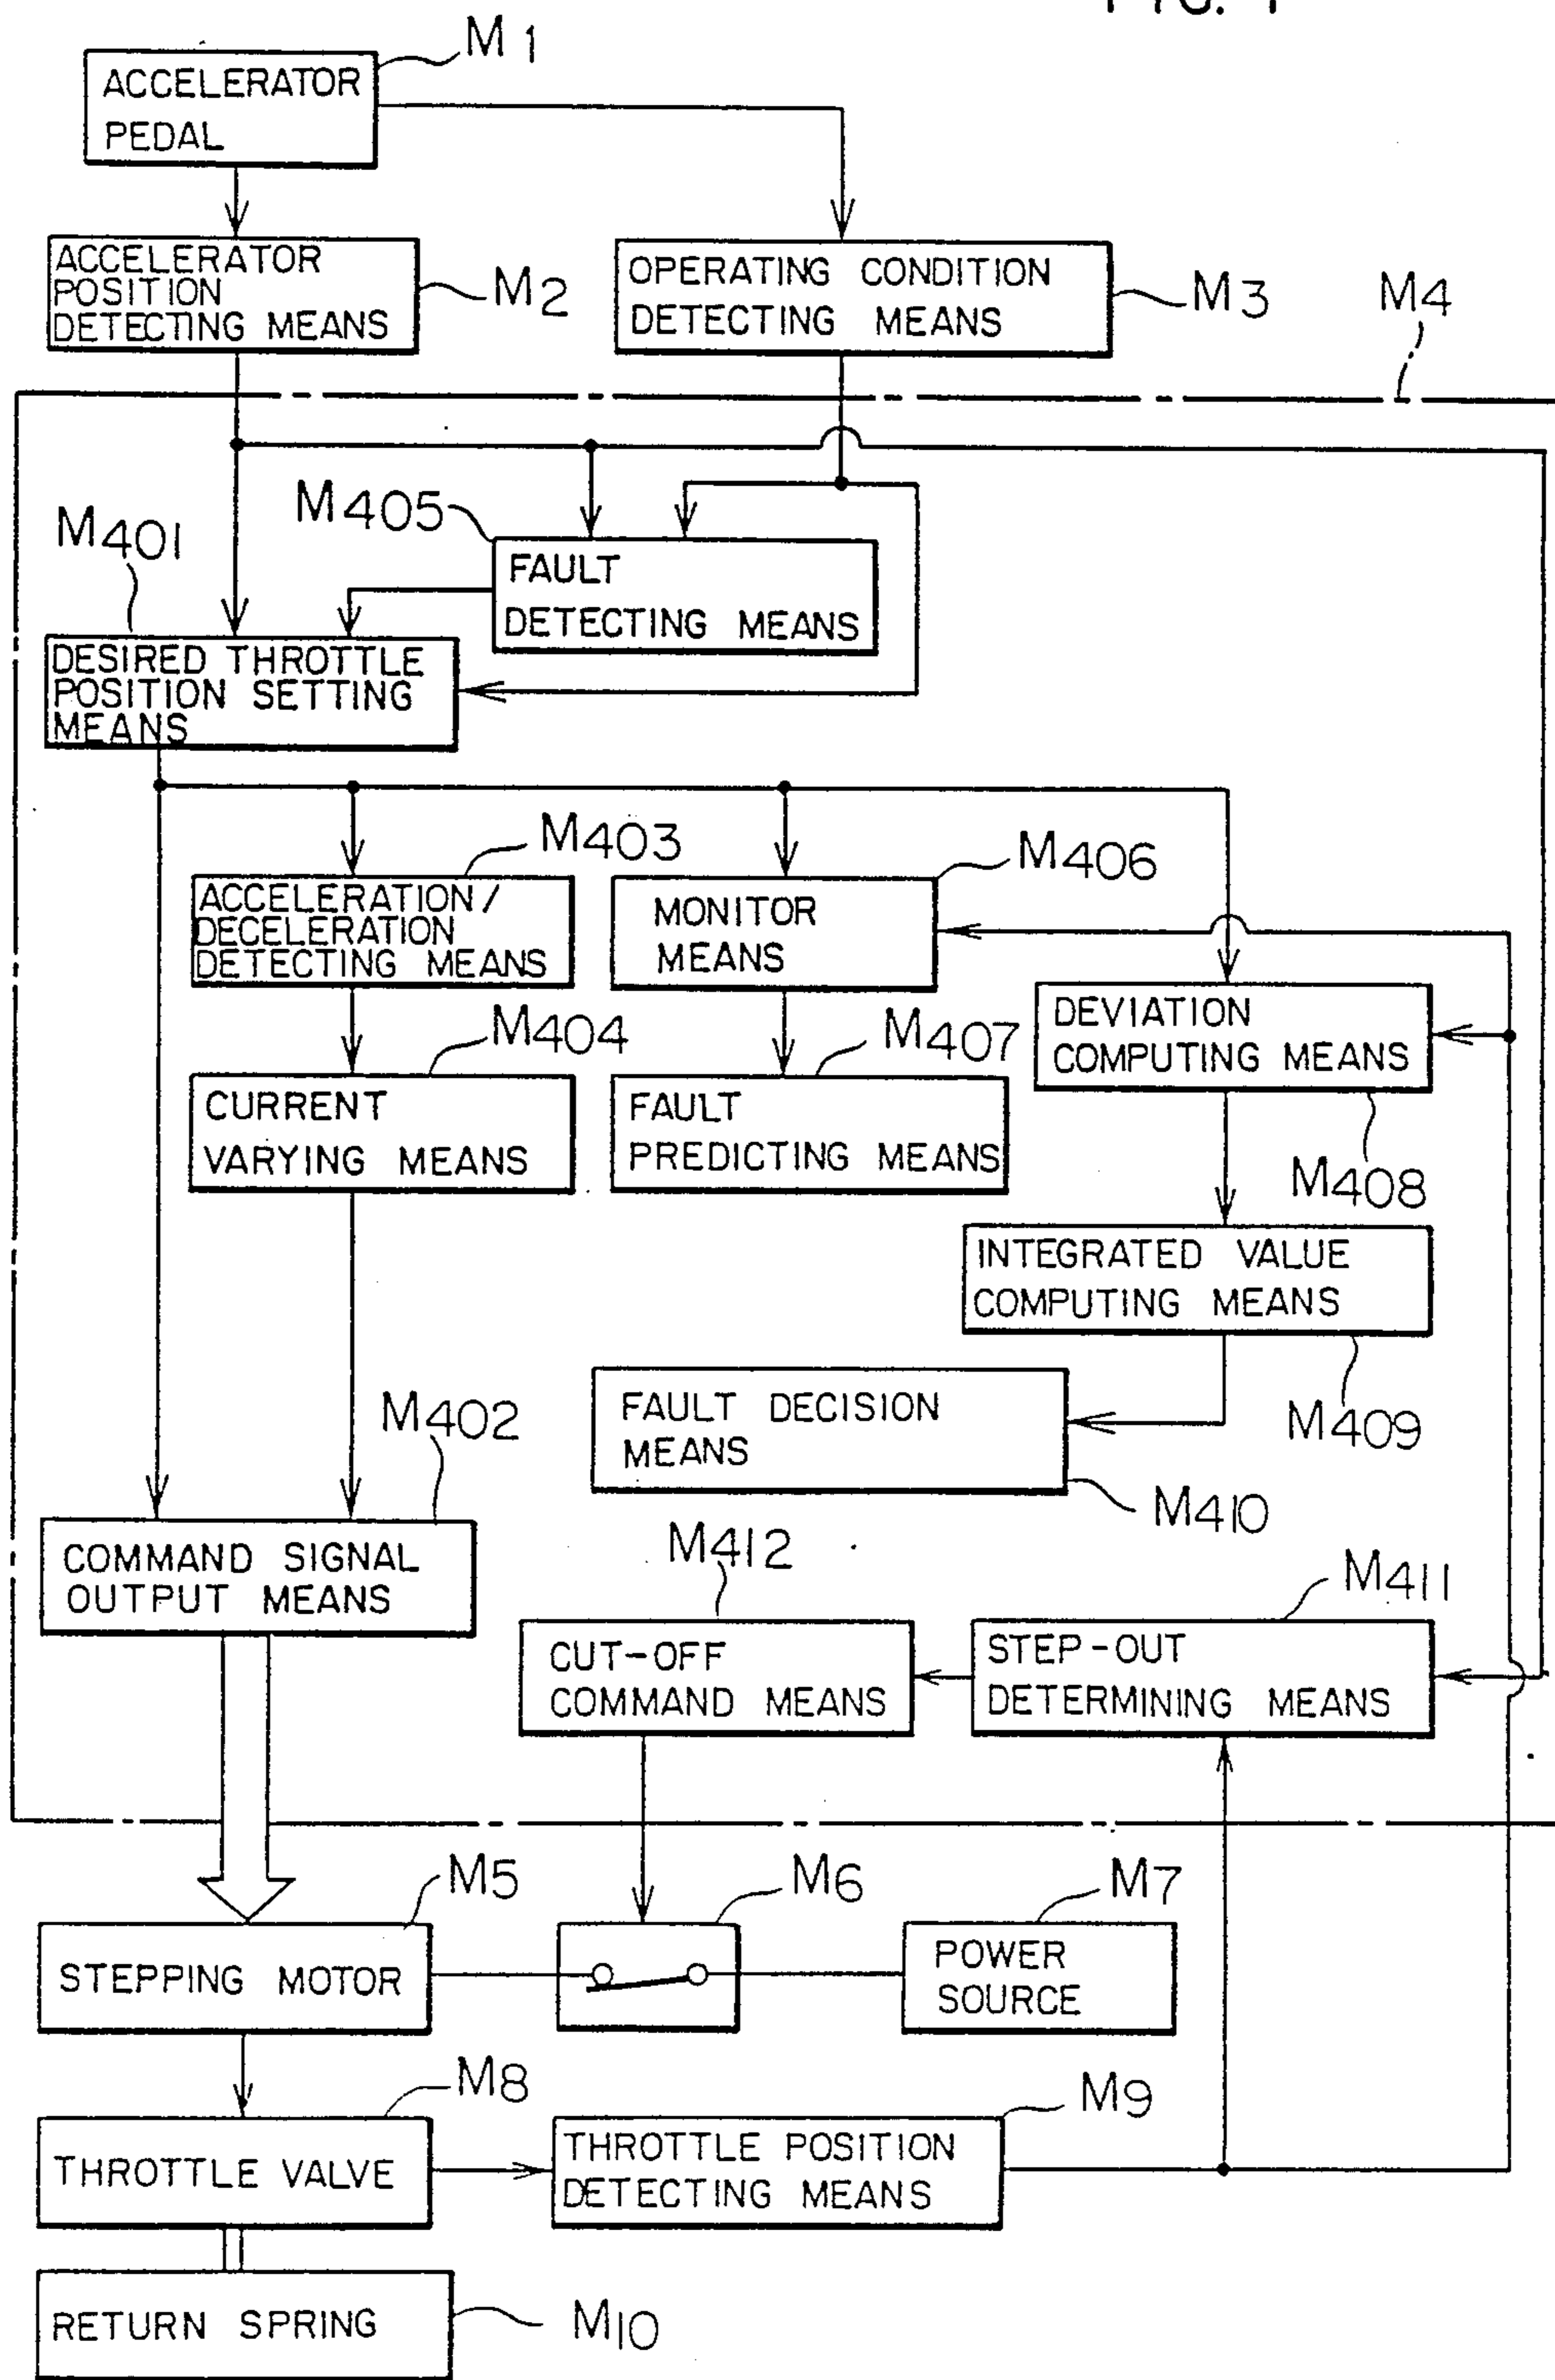 FIG. 1
M1
ACCELERATOR
PEDAL
ACCELERATOR
POSITION
DETECTING MEANS
M2
OPERATING CONDITION
DETECTING MEANS
M3
M4
M405
M401
FAULT
DETECTING MEANS
DESIRED THROTTLE
POSITION SETTING
MEANS
M403
M406
ACCELERATION/
DECELERATION
DETECTING MEANS
MONITOR
MEANS
DEVIATION
COMPUTING MEANS
M404
M407
CURRENT
VARYING MEANS
FAULT
PREDICTING MEANS
M408
INTEGRATED VALUE
COMPUTING MEANS
M409
FAULT DECISION
MEANS
M402
M410
COMMAND SIGNAL
OUTPUT MEANS
M412
M411
CUT-OFF
COMMAND MEANS
STEP-OUT
DETERMINING MEANS
M5
M6
M7
STEPPING MOTOR
POWER
SOURCE
M8
M9
THROTTLE VALVE
THROTTLE POSITION
DETECTING MEANS
RETURN SPRING
M10